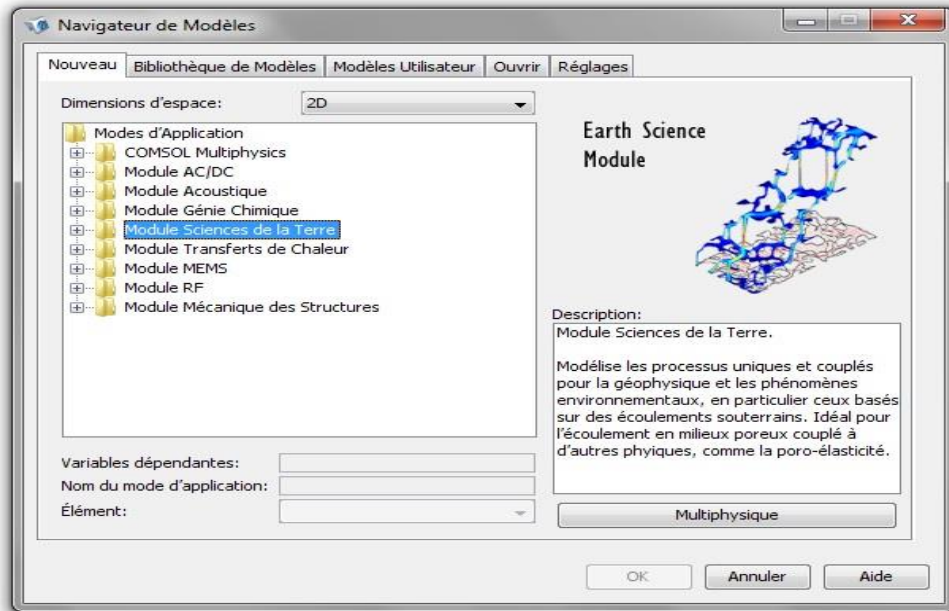 Navigateur de Modèles
Nouveau Bibliothèque de Modèles Modèles Utilisateur Ouvrir Réglages
Dimensions d'espace: 2D
Modes d'Application
COMSOL Multiphysics
Module AC/DC
Module Acoustique
Module Génie Chimique
Module Sciences de la Terre
Module Transferts de Chaleur
Module MEMS
Module RF
Module Mécanique des Structures
Variables dépendantes:
Nom du mode d'application:
Élément:
Earth Science
Module
Description:
Module Sciences de la Terre.
Modélise les processus uniques et couplés
pour la géophysique et les phénomènes
environnementaux, en particulier ceux basés
sur des écoulements souterrains. Idéal pour
l'écoulement en milieux poreux couplé à
d'autres phyiques, comme la poro-élasticité.
Multiphysique
OK Annuler Aide